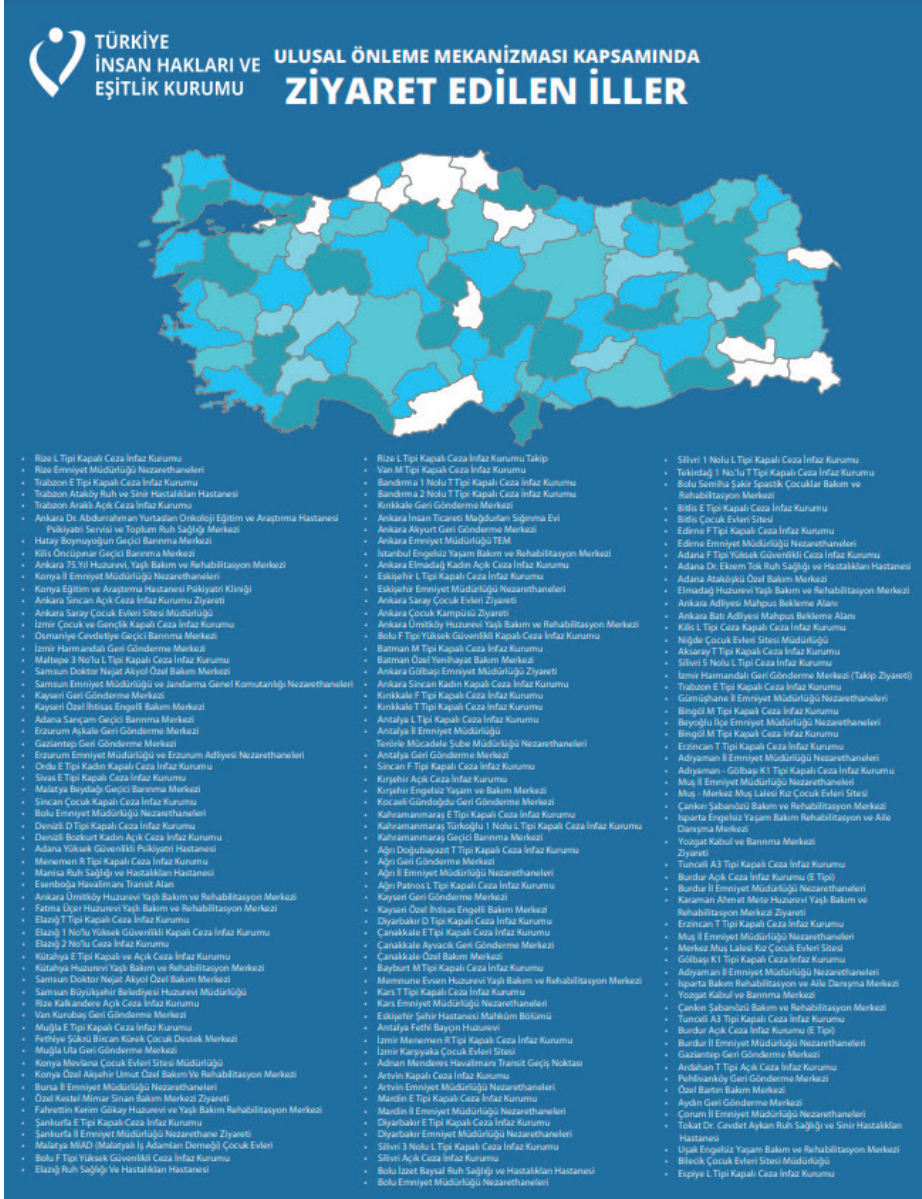 TÜRKİYE
İNSAN HAKLARI VE
EŞİTLİK KURUMU
ULUSAL ÖNLEME MEKANİZMASI KAPSAMINDA
ZİYARET EDİLEN İLLER
• Rize L Tipi Kapalı Ceza İnfaz Kurumu
• Rize Emniyet Müdürlüğü Nezarethaneleri
• Trabzon E Tipi Kapalı Ceza İnfaz Kurumu
• Trabzon Ataköy Ruh ve Sinir Hastalıkları Hastanesi
• Trabzon Araklı Açık Ceza İnfaz Kurumu
• Ankara Dr. Abdurrahman Yurtaslan Onkoloji Eğitim ve Araştırma Hastanesi
Psikiyatri Servisi ve Toplum Ruh Sağlığı Merkezi
• Hatay Boynuyoğun Geçici Barınma Merkezi
• Kilis Öncüpınar Geçici Barınma Merkezi
• Ankara 75.Yıl Huzurevi, Yaşlı Bakım ve Rehabilitasyon Merkezi
• Konya İl Emniyet Müdürlüğü Nezarethaneleri
• Konya Eğitim ve Araştırma Hastanesi Psikiyatri Kliniği
• Ankara Sincan Açık Ceza İnfaz Kurumu Ziyareti
• Ankara Saray Çocuk Evleri Sitesi Müdürlüğü
• İzmir Çocuk ve Gençlik Kapalı Ceza İnfaz Kurumu
• Osmaniye Cevdetiye Geçici Barınma Merkezi
• İzmir Harmandalı Geri Gönderme Merkezi
• Maltepe 3 No'lu L Tipi Kapalı Ceza İnfaz Kurumu
• Samsun Doktor Nejat Akyol Özel Bakım Merkezi
• Samsun Emniyet Müdürlüğü ve Jandarma Genel Komutanlığı Nezarethaneleri
• Kayseri Geri Gönderme Merkezi
• Kayseri Özel İhtisas Engelli Bakım Merkezi
• Adana Sarıçam Geçici Barınma Merkezi
• Erzurum Aşkale Geri Gönderme Merkezi
• Gaziantep Geri Gönderme Merkezi
• Erzurum Emniyet Müdürlüğü ve Erzurum Adliyesi Nezarethaneleri
• Ordu E Tipi Kadın Kapalı Ceza İnfaz Kurumu
• Sivas E Tipi Kapalı Ceza İnfaz Kurumu
• Malatya Beydağı Geçici Barınma Merkezi
• Sincan Çocuk Kapalı Ceza İnfaz Kurumu
• Bolu Emniyet Müdürlüğü Nezarethaneleri
• Denizli D Tipi Kapalı Ceza İnfaz Kurumu
• Denizli Bozkurt Kadın Açık Ceza İnfaz Kurumu
• Adana Yüksek Güvenlikli Psikiyatri Hastanesi
• Menemen R Tipi Kapalı Ceza İnfaz Kurumu
• Manisa Ruh Sağlığı ve Hastalıkları Hastanesi
• Esenboğa Havalimanı Transit Alan
• Ankara Ümitköy Huzurevi Yaşlı Bakım ve Rehabilitasyon Merkezi
• Fatma Üçer Huzurevi Yaşlı Bakım ve Rehabilitasyon Merkezi
• Elazığ T Tipi Kapalı Ceza İnfaz Kurumu
• Elazığ 1 No'lu Yüksek Güvenlikli Kapalı Ceza İnfaz Kurumu
• Elazığ 2 No'lu Ceza İnfaz Kurumu
• Kütahya E Tipi Kapalı ve Açık Ceza İnfaz Kurumu
• Kütahya Huzurevi Yaşlı Bakım ve Rehabilitasyon Merkezi
• Samsun Doktor Nejat Akyol Özel Bakım Merkezi
• Samsun Büyükşehir Belediyesi Huzurevi Müdürlüğü
• Rize Kalkandere Açık Ceza İnfaz Kurumu
• Van Kurubaş Geri Gönderme Merkezi
• Muğla E Tipi Kapalı Ceza İnfaz Kurumu
• Fethiye Şükrü Bircan Kürek Çocuk Destek Merkezi
• Muğla Ula Geri Gönderme Merkezi
• Konya Mevlana Çocuk Evleri Sitesi Müdürlüğü
• Konya Özel Akşehir Umut Özel Bakım Ve Rehabilitasyon Merkezi
• Bursa İl Emniyet Müdürlüğü Nezarethaneleri
• Özel Kestel Mimar Sinan Bakım Merkezi Ziyareti
• Fahrettin Kerim Gökay Huzurevi ve Yaşlı Bakım Rehabilitasyon Merkezi
• Şanlıurfa E Tipi Kapalı Ceza İnfaz Kurumu
• Şanlıurfa İl Emniyet Müdürlüğü Nezarethane Ziyareti
• Malatya MİAD (Malatyalı İş Adamları Derneği) Çocuk Evleri
• Bolu F Tipi Yüksek Güvenlikli Ceza İnfaz Kurumu
• Elazığ Ruh Sağlığı Ve Hastalıkları Hastanesi
• Rize L Tipi Kapalı Ceza İnfaz Kurumu Takip
• Van M Tipi Kapalı Ceza İnfaz Kurumu
• Bandırma 1 Nolu T Tipi Kapalı Ceza İnfaz Kurumu
• Bandırma 2 Nolu T Tipi Kapalı Ceza İnfaz Kurumu
• Kırıkkale Geri Gönderme Merkezi
• Ankara İnsan Ticareti Mağdurları Sığınma Evi
• Ankara Akyurt Geri Gönderme Merkezi
• Ankara Emniyet Müdürlüğü TEM
• İstanbul Engelsiz Yaşam Bakım ve Rehabilitasyon Merkezi
• Ankara Elmadağ Kadın Açık Ceza İnfaz Kurumu
• Eskişehir L Tipi Kapalı Ceza İnfaz Kurumu
• Eskişehir Emniyet Müdürlüğü Nezarethaneleri
• Ankara Saray Çocuk Evleri Ziyareti
• Ankara Çocuk Kampüsü Ziyareti
• Ankara Ümitköy Huzurevi Yaşlı Bakım ve Rehabilitasyon Merkezi
• Bolu F Tipi Yüksek Güvenlikli Kapalı Ceza İnfaz Kurumu
• Batman M Tipi Kapalı Ceza İnfaz Kurumu
• Batman Özel Yenihayat Bakım Merkezi
• Ankara Gölbaşı Emniyet Müdürlüğü Ziyareti
• Ankara Sincan Kadın Kapalı Ceza İnfaz Kurumu
• Kırıkkale F Tipi Kapalı Ceza İnfaz Kurumu
• Kırıkkale T Tipi Kapalı Ceza İnfaz Kurumu
• Antalya L Tipi Kapalı Ceza İnfaz Kurumu
• Antalya İl Emniyet Müdürlüğü
Terörle Mücadele Şube Müdürlüğü Nezarethaneleri
• Antalya Geri Gönderme Merkezi
• Sincan F Tipi Kapalı Ceza İnfaz Kurumu
• Kırşehir Açık Ceza İnfaz Kurumu
• Kırşehir Engelsiz Yaşam ve Bakım Merkezi
• Kocaeli Gündoğdu Geri Gönderme Merkezi
• Kahramanmaraş E Tipi Kapalı Ceza İnfaz Kurumu
• Kahramanmaraş Türkoğlu 1 Nolu L Tipi Kapalı Ceza İnfaz Kurumu
• Kahramanmaraş Geçici Barınma Merkezi
• Ağrı Doğubayazıt T Tipi Kapalı Ceza İnfaz Kurumu
• Ağrı Geri Gönderme Merkezi
• Ağrı İl Emniyet Müdürlüğü Nezarethaneleri
• Ağrı Patnos L Tipi Kapalı Ceza İnfaz Kurumu
• Kayseri Geri Gönderme Merkezi
• Kayseri Özel İhtisas Engelli Bakım Merkezi
• Diyarbakır D Tipi Kapalı Ceza İnfaz Kurumu
• Çanakkale E Tipi Kapalı Ceza İnfaz Kurumu
• Çanakkale Ayvacık Geri Gönderme Merkezi
• Çanakkale Özel Bakım Merkezi
• Bayburt M Tipi Kapalı Ceza İnfaz Kurumu
• Memnune Evsen Huzurevi Yaşlı Bakım ve Rehabilitasyon Merkezi
• Kars T Tipi Kapalı Ceza İnfaz Kurumu
• Kars Emniyet Müdürlüğü Nezarethaneleri
• Eskişehir Şehir Hastanesi Mahkûm Bölümü
• Antalya Fethi Bayçın Huzurevi
• İzmir Menemen R Tipi Kapalı Ceza İnfaz Kurumu
• İzmir Karşıyaka Çocuk Evleri Sitesi
• Adnan Menderes Havalimanı Transit Geçiş Noktası
• Artvin Kapalı Ceza İnfaz Kurumu
• Artvin Emniyet Müdürlüğü Nezarethaneleri
• Mardin E Tipi Kapalı Ceza İnfaz Kurumu
• Mardin İl Emniyet Müdürlüğü Nezarethaneleri
• Diyarbakır E Tipi Kapalı Ceza İnfaz Kurumu
• Diyarbakır Emniyet Müdürlüğü Nezarethaneleri
• Silivri 3 Nolu L Tipi Kapalı Ceza İnfaz Kurumu
• Silivri Açık Ceza İnfaz Kurumu
• Bolu İzzet Baysal Ruh Sağlığı ve Hastalıkları Hastanesi
• Bolu Emniyet Müdürlüğü Nezarethaneleri
• Silivri 1 Nolu L Tipi Kapalı Ceza İnfaz Kurumu
• Tekirdağ 1 No.'lu T Tipi Kapalı Ceza İnfaz Kurumu
• Bolu Semiha Şakir Spastik Çocuklar Bakım ve
Rehabilitasyon Merkezi
• Bitlis E Tipi Kapalı Ceza İnfaz Kurumu
• Bitlis Çocuk Evleri Sitesi
• Edirne F Tipi Kapalı Ceza İnfaz Kurumu
• Edirne Emniyet Müdürlüğü Nezarethaneleri
• Adana F Tipi Yüksek Güvenlikli Ceza İnfaz Kurumu
• Adana Dr. Ekrem Tok Ruh Sağlığı ve Hastalıkları Hastanesi
• Adana Ataköşkü Özel Bakım Merkezi
• Elmadağ Huzurevi Yaşlı Bakım ve Rehabilitasyon Merkezi
• Ankara Adliyesi Mahpus Bekleme Alanı
• Ankara Batı Adliyesi Mahpus Bekleme Alanı
• Kilis L Tipi Ceza Kapalı Ceza İnfaz Kurumu
• Niğde Çocuk Evleri Sitesi Müdürlüğü
• Aksaray T Tipi Kapalı Ceza İnfaz Kurumu
• Silivri 5 Nolu L Tipi Ceza İnfaz Kurumu
• İzmir Harmandalı Geri Gönderme Merkezi (Takip Ziyareti)
• Trabzon E Tipi Kapalı Ceza İnfaz Kurumu
• Gümüşhane İl Emniyet Müdürlüğü Nezarethaneleri
• Bingöl M Tipi Kapalı Ceza İnfaz Kurumu
• Beyoğlu İlçe Emniyet Müdürlüğü Nezarethaneleri
• Bingöl M Tipi Kapalı Ceza İnfaz Kurumu
• Erzincan T Tipi Kapalı Ceza İnfaz Kurumu
• Adıyaman İl Emniyet Müdürlüğü Nezarethaneleri
• Adıyaman - Gölbaşı K1 Tipi Kapalı Ceza İnfaz Kurumu
• Muş İl Emniyet Müdürlüğü Nezarethaneleri
• Muş - Merkez Muş Lalesi Kız Çocuk Evleri Sitesi
• Çankırı Şabanözü Bakım ve Rehabilitasyon Merkezi
• Isparta Engelsiz Yaşam Bakım Rehabilitasyon ve Aile
Danışma Merkezi
• Yozgat Kabul ve Barınma Merkezi
Ziyareti
• Tunceli A3 Tipi Kapalı Ceza İnfaz Kurumu
• Burdur Açık Ceza İnfaz Kurumu (E Tipi)
• Burdur İl Emniyet Müdürlüğü Nezarethaneleri
• Karaman Ahmet Mete Huzurevi Yaşlı Bakım ve
Rehabilitasyon Merkezi Ziyareti
• Erzincan T Tipi Kapalı Ceza İnfaz Kurumu
• Muş İl Emniyet Müdürlüğü Nezarethaneleri
• Merkez Muş Lalesi Kız Çocuk Evleri Sitesi
• Gölbaşı K1 Tipi Kapalı Ceza İnfaz Kurumu
• Adıyaman İl Emniyet Müdürlüğü Nezarethaneleri
• Isparta Bakım Rehabilitasyon ve Aile Danışma Merkezi
• Yozgat Kabul ve Barınma Merkezi
• Çankırı Şabanözü Bakım ve Rehabilitasyon Merkezi
• Tunceli A3 Tipi Kapalı Ceza İnfaz Kurumu
• Burdur Açık Ceza İnfaz Kurumu (E Tipi)
• Burdur İl Emniyet Müdürlüğü Nezarethaneleri
• Gaziantep Geri Gönderme Merkezi
• Ardahan T Tipi Açık Ceza İnfaz Kurumu
• Pehlivanköy Geri Gönderme Merkezi
• Özel Bartın Bakım Merkezi
• Aydın Geri Gönderme Merkezi
• Çorum İl Emniyet Müdürlüğü Nezarethaneleri
• Tokat Dr. Cevdet Aykan Ruh Sağlığı ve Sinir Hastalıkları
Hastanesi
• Uşak Engelsiz Yaşam Bakım ve Rehabilitasyon Merkezi
• Bilecik Çocuk Evleri Sitesi Müdürlüğü
• Espiye L Tipi Kapalı Ceza İnfaz Kurumu